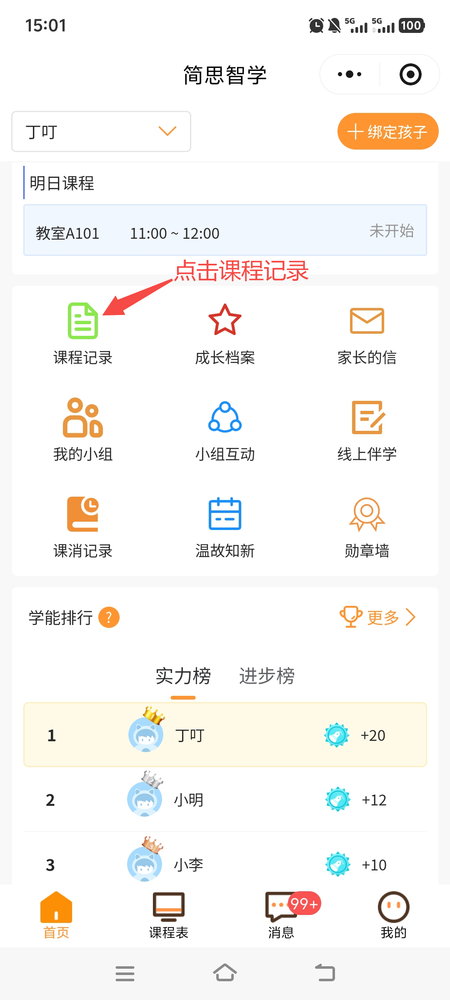 15:01
5G 5G 100
简思智学
丁叮
绑定孩子
明日课程
教室A101 11:00 ~ 12:00 未开始
点击课程记录
课程记录 成长档案 家长的信
我的小组 小组互动 线上伴学
课消记录 温故知新 勋章墙
学能排行 ? 更多
实力榜 进步榜
1 1 丁叮 +20
2 2 小明 +12
3 3 小李 +10
99+
首页 课程表 消息 我的